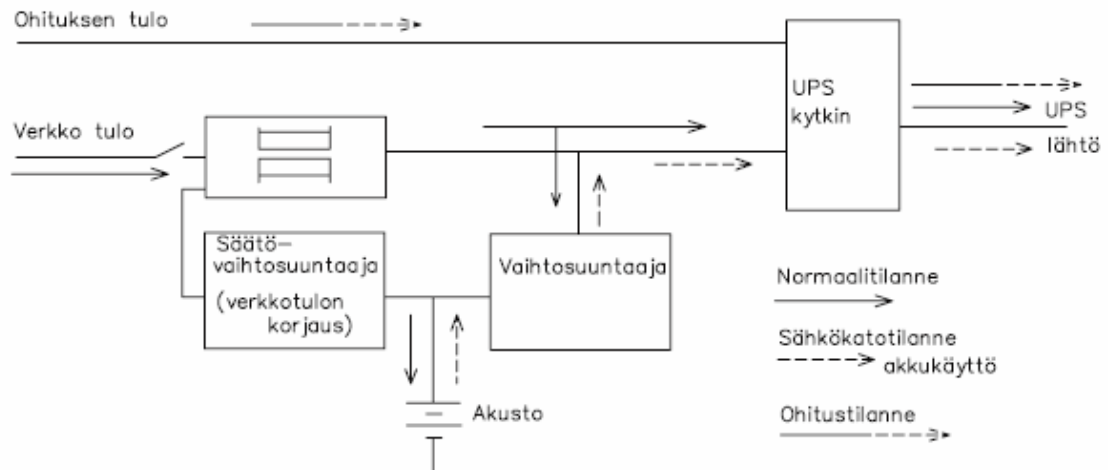 Ohituksen tulo
Verkko tulo
UPS
kytkin
UPS
lähtö
Säätö-
vaihtosuuntaaja
(verkkotulon
korjaus)
Vaihtosuuntaaja
Akusto
Normaalitilanne
Sähkökatotilanne
akkukäyttö
Ohitustilanne